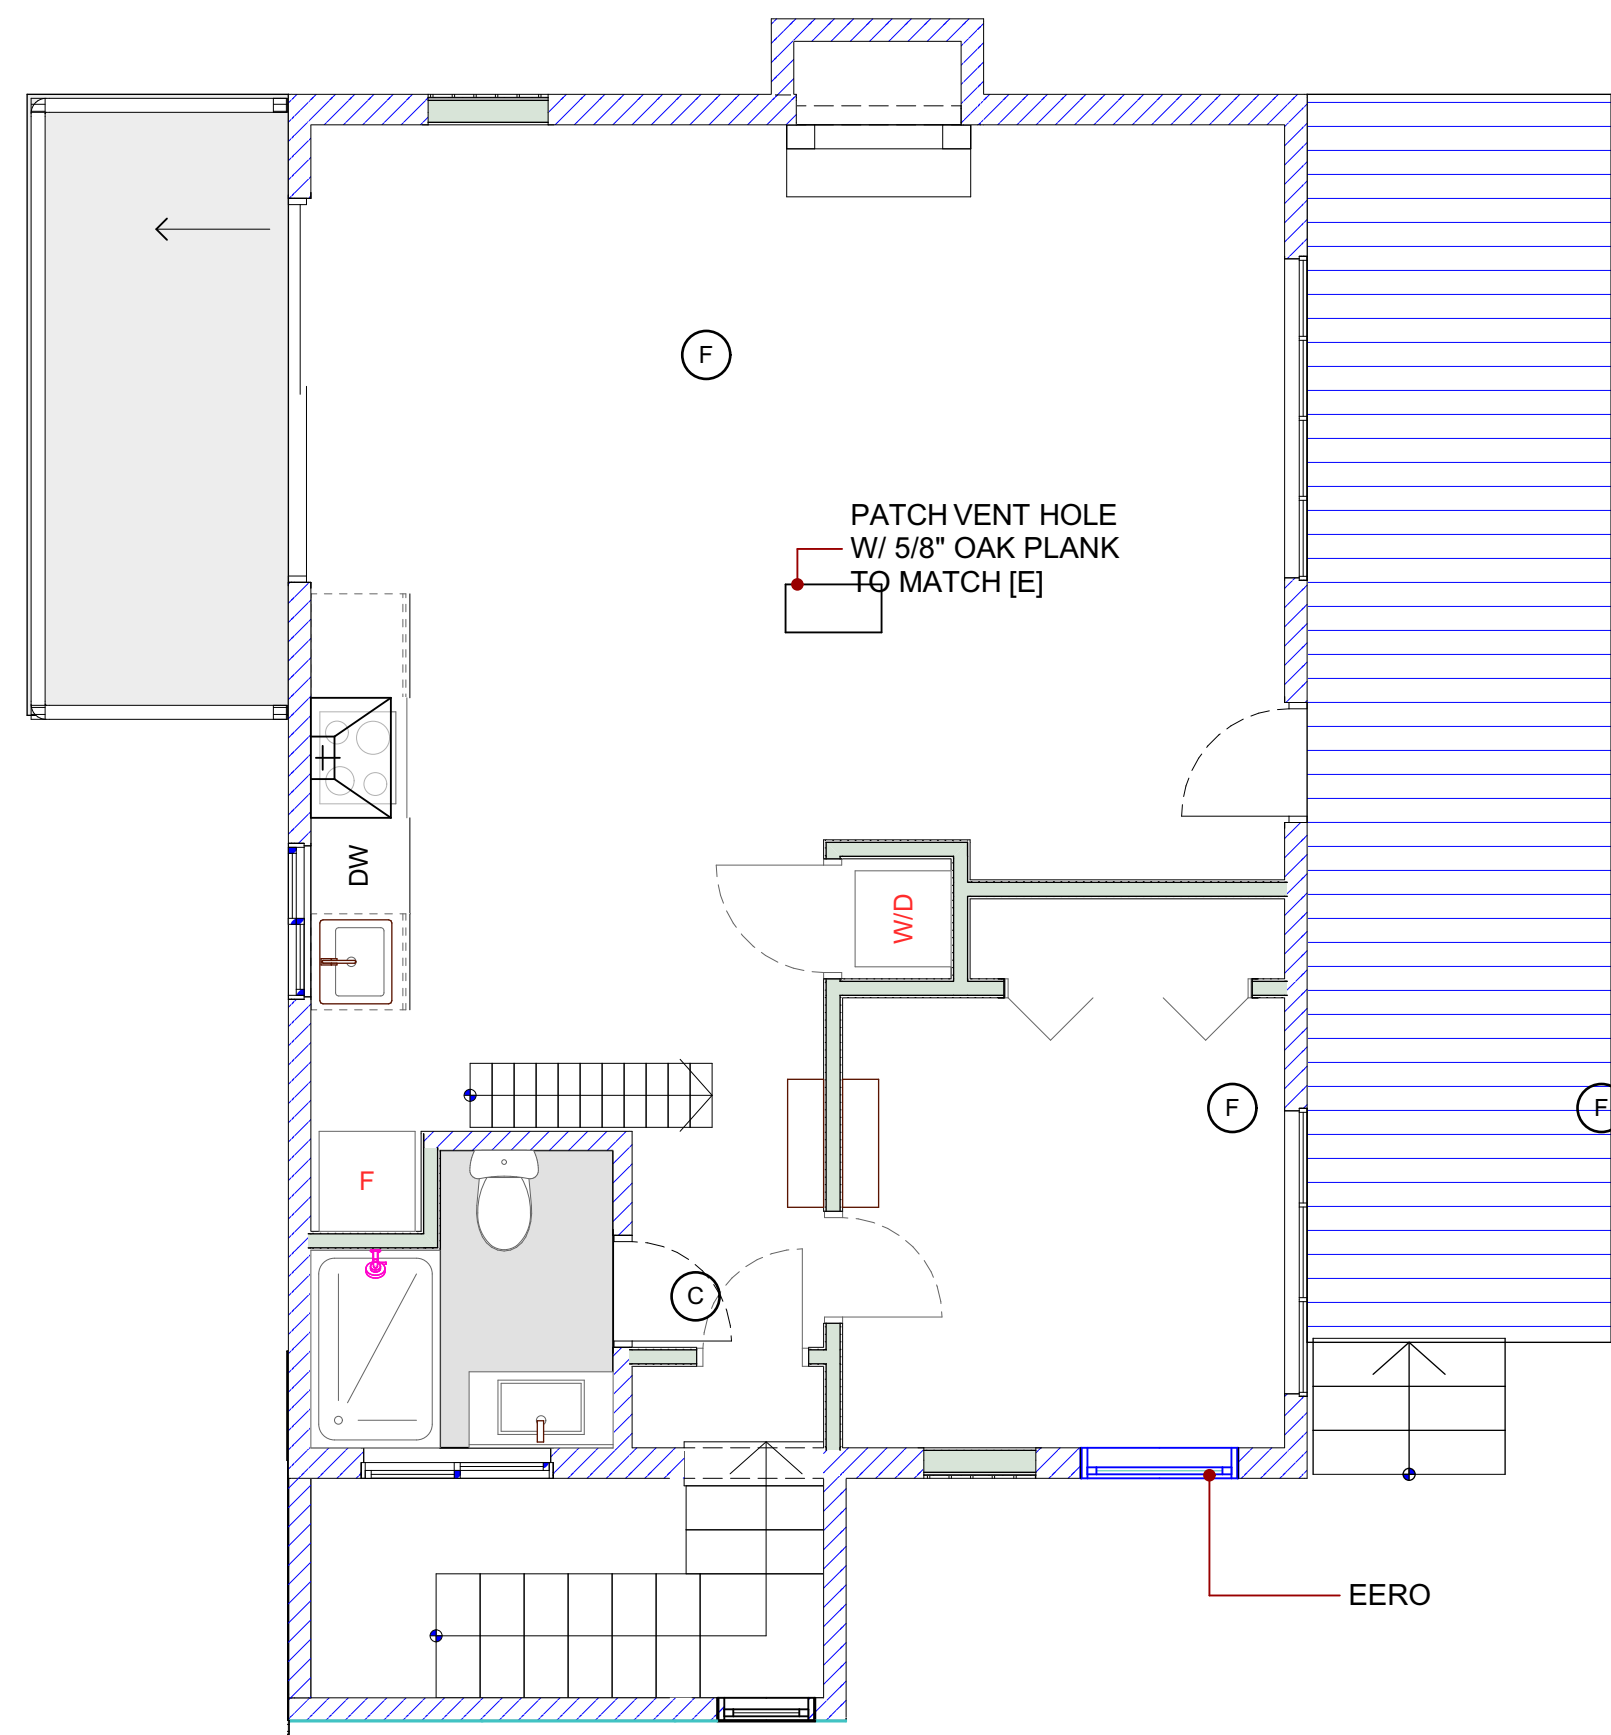 F
PATCH VENT HOLE
W/ 5/8" OAK PLANK
TO MATCH [E]
DW
W/D
F
F
F
C
EERO